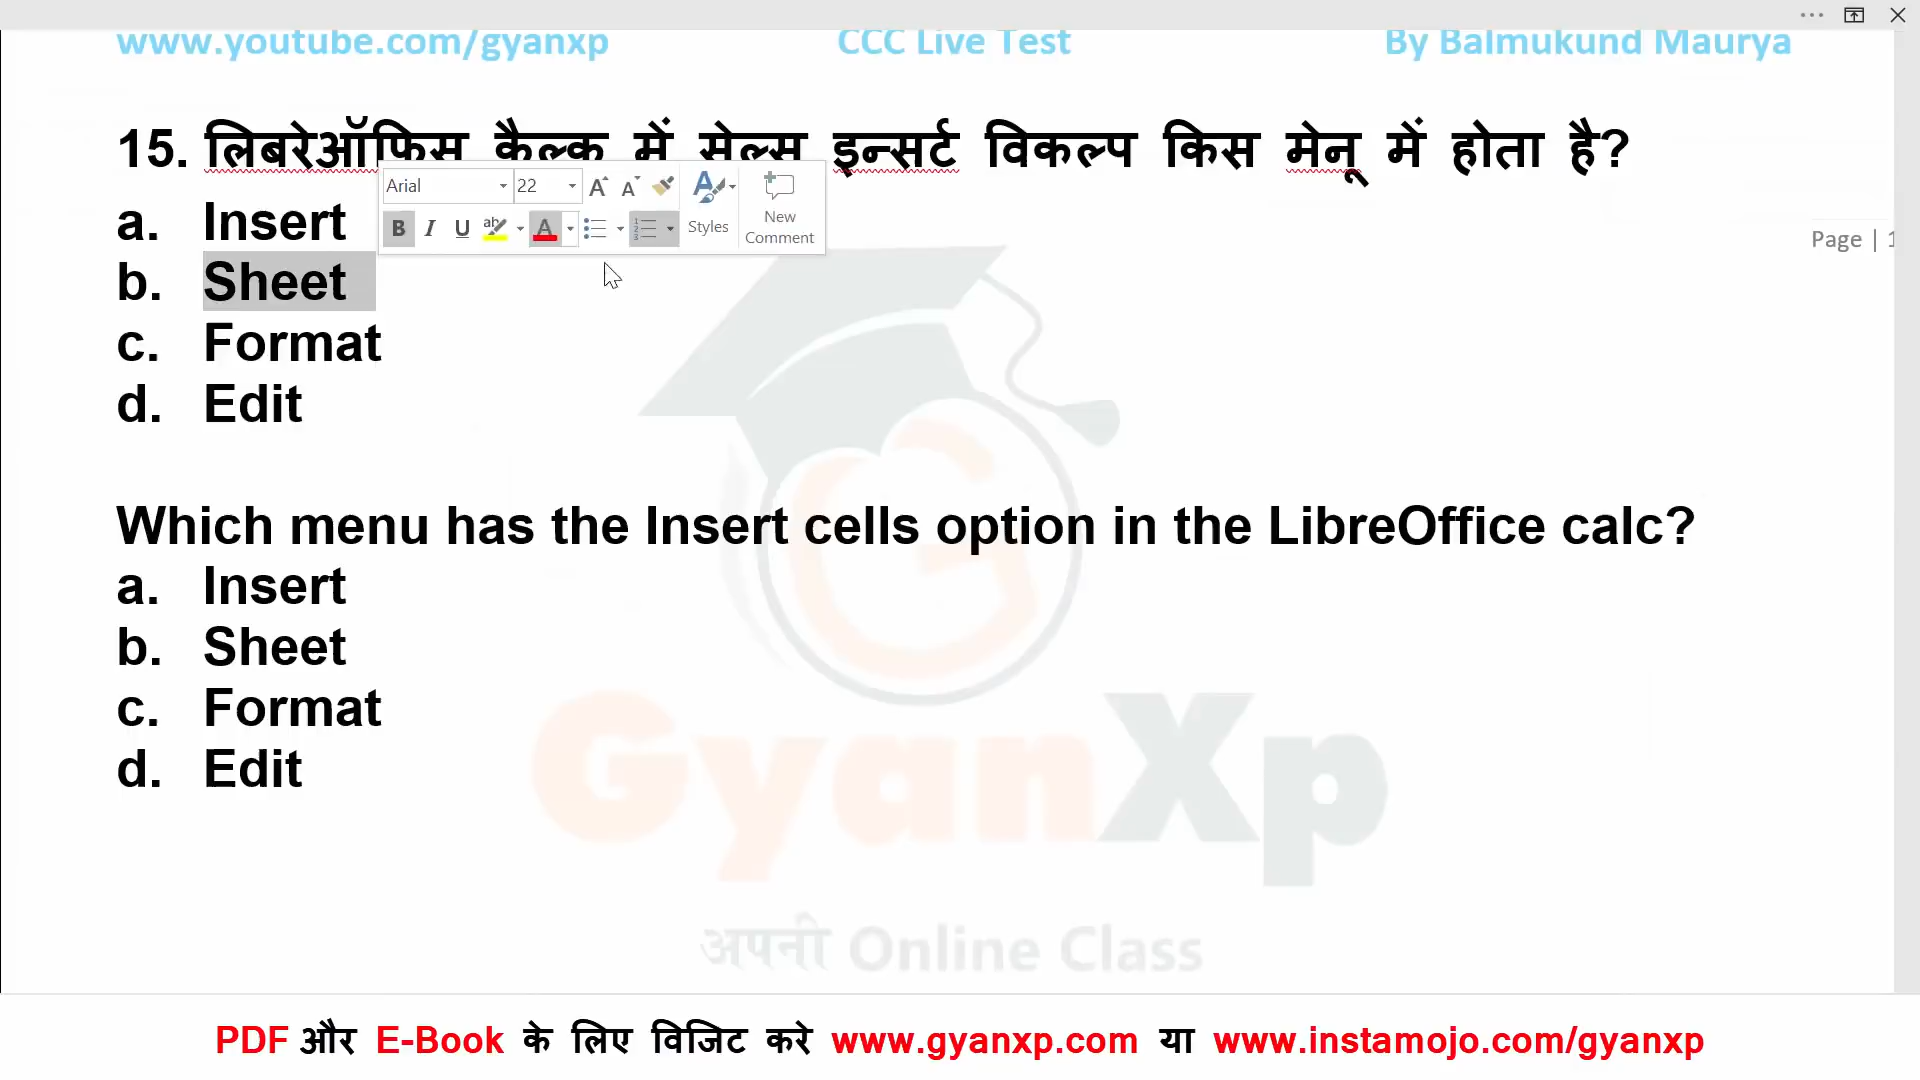 www.youtube.com/gyanxp CCC Live Test By Balmukund Maurya
15. लिबरेऑफिस कैल्क में सेल्स इन्सर्ट विकल्प किस मेनू में होता है?
Arial 22
a. Insert
B I U Styles New Comment
Page | 1
b. Sheet
c. Format
d. Edit
Which menu has the Insert cells option in the LibreOffice calc?
a. Insert
b. Sheet
c. Format
d. Edit
GyanXp
अपनी Online Class
PDF और E-Book के लिए विजिट करे www.gyanxp.com या www.instamojo.com/gyanxp